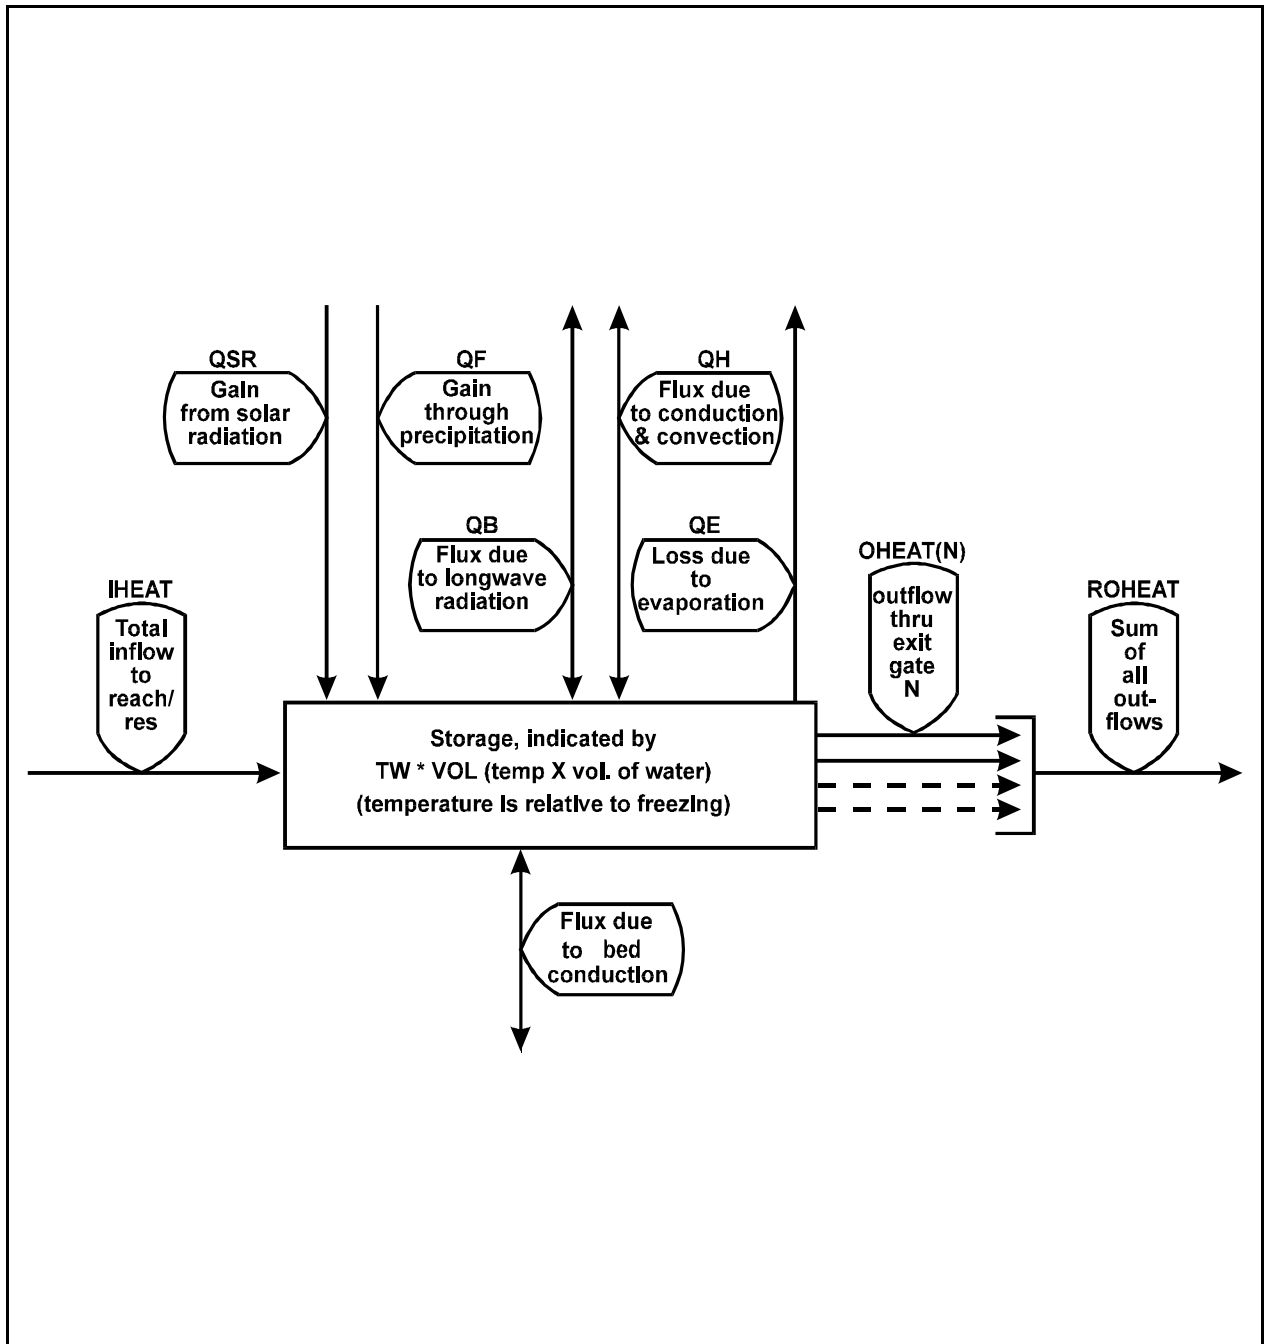 QSR
Gain
from solar
radiation
QF
Gain
through
precipitation
QH
Flux due
to conduction
& convection
QB
Flux due
to longwave
radiation
QE
Loss due
to
evaporation
IHEAT
Total
inflow
to
reach/
res
OHEAT(N)
outflow
thru
exit
gate
N
ROHEAT
Sum
of
all
out-
flows
Storage, indicated by
TW * VOL (temp X vol. of water)
(temperature is relative to freezing)
Flux due
to bed
conduction